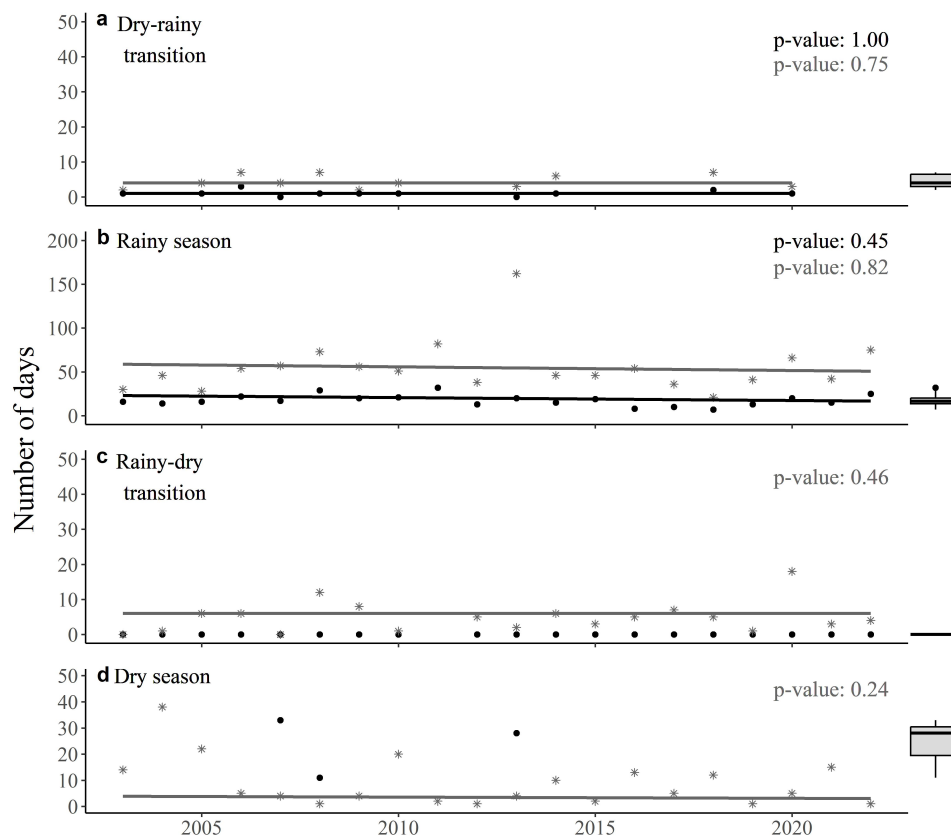 Number of days
a Dry-rainy
transition
p-value: 1.00
p-value: 0.75
50
40
30
20
10
0
b Rainy season
p-value: 0.45
p-value: 0.82
200
150
100
50
0
c Rainy-dry
transition
p-value: 0.46
50
40
30
20
10
0
d Dry season
p-value: 0.24
50
40
30
20
10
0
2005 2010 2015 2020